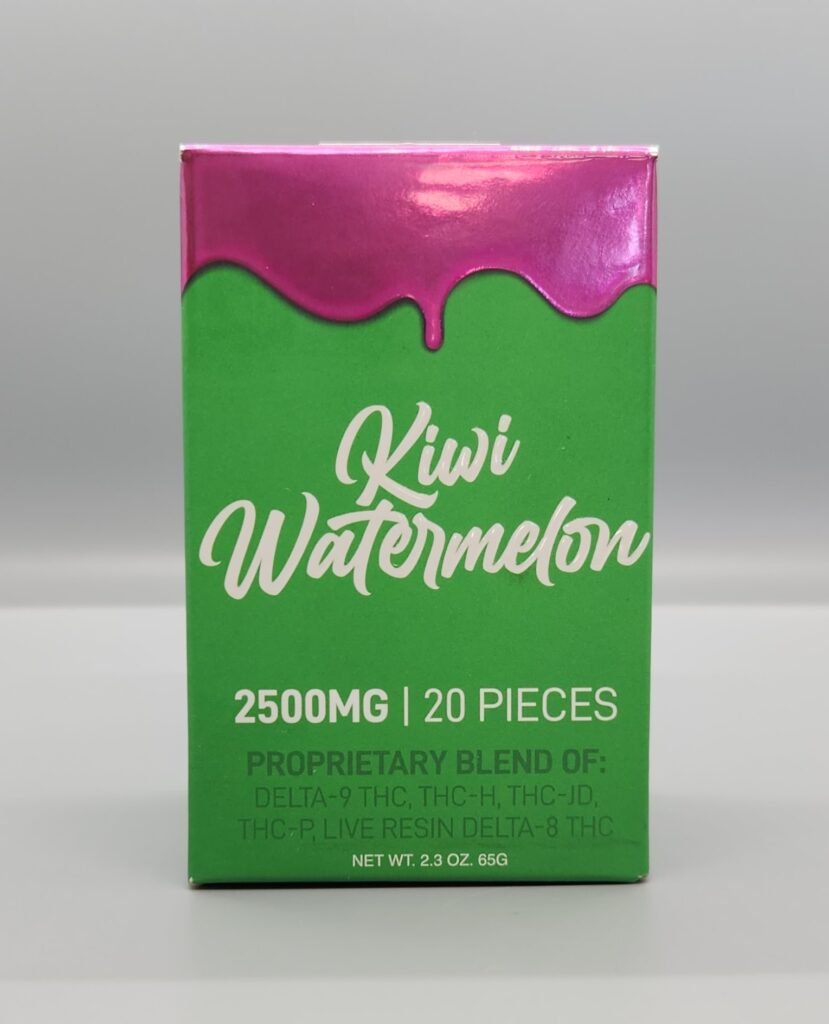 Kiwi
Watermelon
2500MG | 20 PIECES
PROPRIETARY BLEND OF:
DELTA-9 THC, THC-H, THC-JD,
THC-P, LIVE RESIN DELTA-8 THC
NET WT. 2.3 OZ. 65G